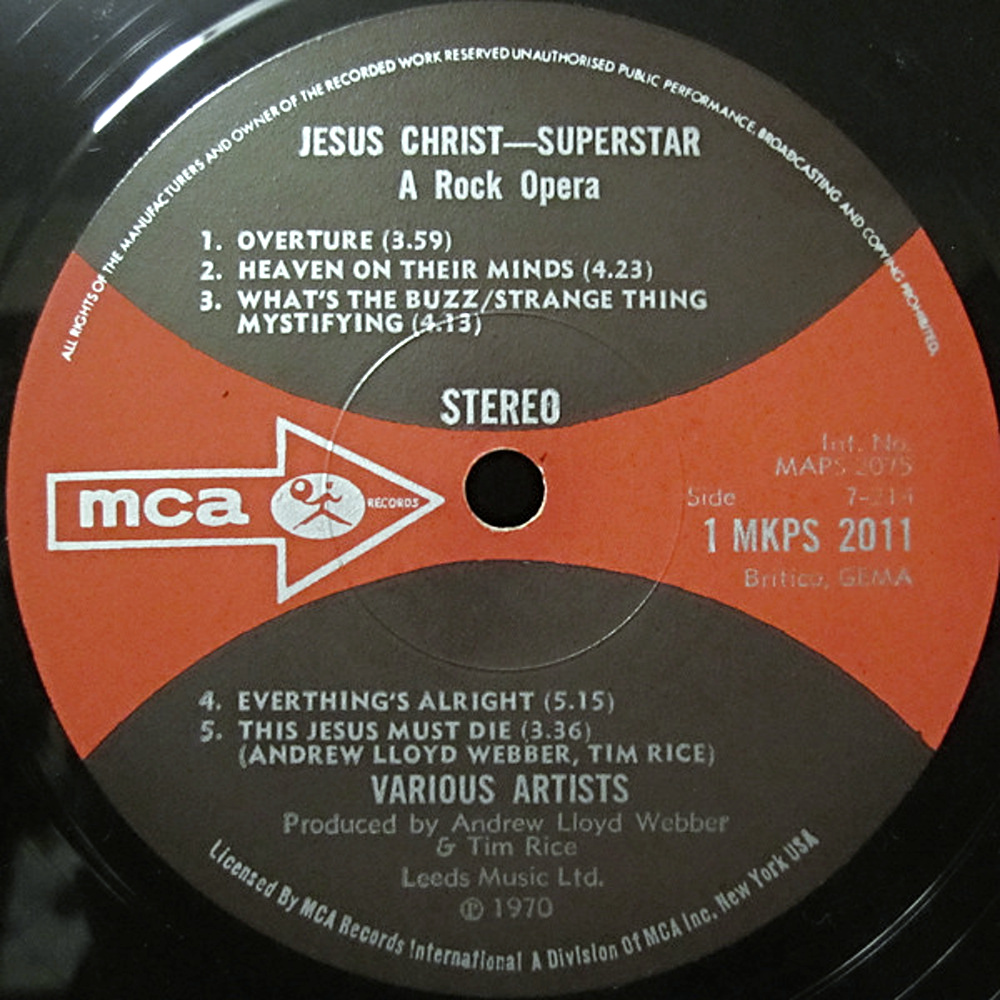 ALL RIGHTS OF THE MANUFACTURERS AND OWNER OF THE RECORDED WORK RESERVED UNAUTHORISED PUBLIC PERFORMANCE, BROADCASTING AND COPYING PROHIBITED.
JESUS CHRIST—SUPERSTAR
A Rock Opera
1. OVERTURE (3.59)
2. HEAVEN ON THEIR MINDS (4.23)
3. WHAT'S THE BUZZ/STRANGE THING
MYSTIFYING (4.13)
STEREO
mca RECORDS
Int. No.
MAPS 2075
Side 7-214
1 MKPS 2011
Britico, GEMA
4. EVERTHING'S ALRIGHT (5.15)
5. THIS JESUS MUST DIE (3.36)
(ANDREW LLOYD WEBBER, TIM RICE)
VARIOUS ARTISTS
Produced by Andrew Lloyd Webber
& Tim Rice
Leeds Music Ltd.
℗ 1970
Licensed By MCA Records International A Division Of MCA Inc. New York USA